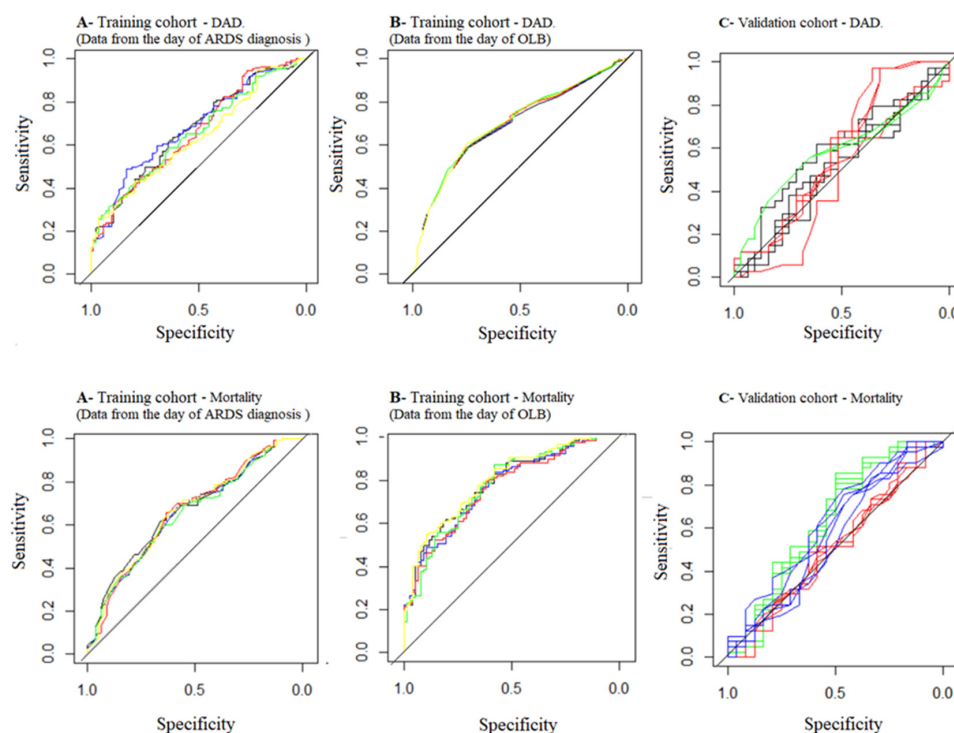 A- Training cohort - DAD.
(Data from the day of ARDS diagnosis )
B- Training cohort - DAD.
(Data from the day of OLB)
C- Validation cohort - DAD.
Sensitivity
0.0 0.2 0.4 0.6 0.8 1.0
1.0 0.5 0.0
Specificity
Sensitivity
0.0 0.2 0.4 0.6 0.8 1.0
1.0 0.5 0.0
Specificity
Sensitivity
0.0 0.2 0.4 0.6 0.8 1.0
1.0 0.5 0.0
Specificity
A- Training cohort - Mortality
(Data from the day of ARDS diagnosis )
B- Training cohort - Mortality
(Data from the day of OLB)
C- Validation cohort - Mortality
Sensitivity
0.0 0.2 0.4 0.6 0.8 1.0
1.0 0.5 0.0
Specificity
Sensitivity
0.0 0.2 0.4 0.6 0.8 1.0
1.0 0.5 0.0
Specificity
Sensitivity
0.0 0.2 0.4 0.6 0.8 1.0
1.0 0.5 0.0
Specificity